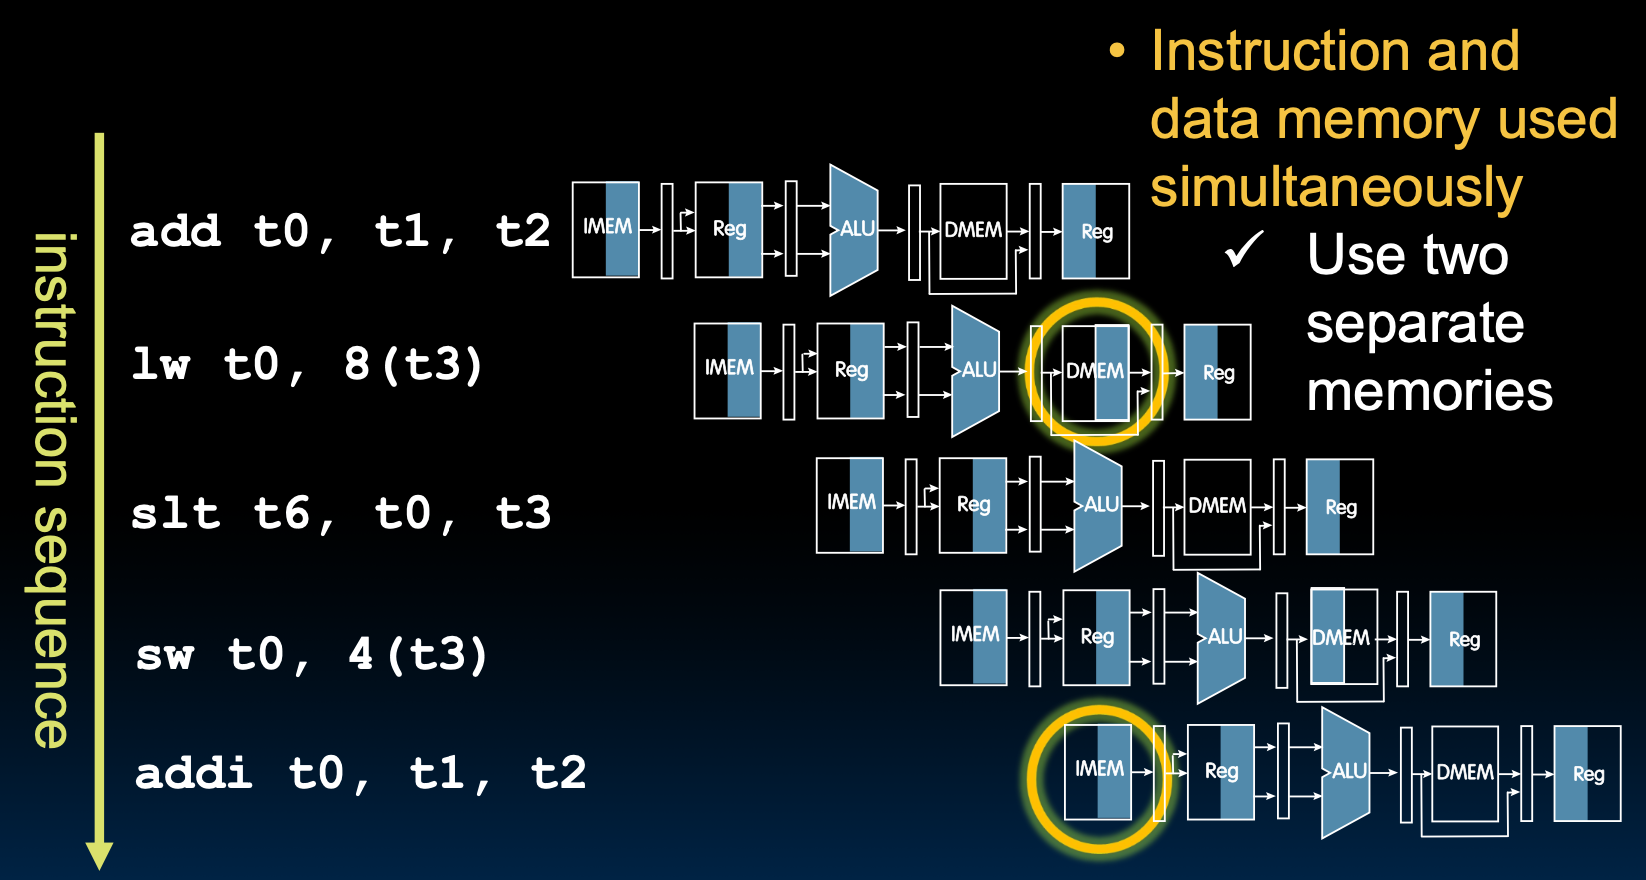 • Instruction and
data memory used
simultaneously
✓ Use two
separate
memories
instruction sequence
add t0, t1, t2
IMEM Reg ALU DMEM Reg
lw t0, 8(t3)
IMEM Reg ALU DMEM Reg
slt t6, t0, t3
IMEM Reg ALU DMEM Reg
sw t0, 4(t3)
IMEM Reg ALU DMEM Reg
addi t0, t1, t2
IMEM Reg ALU DMEM Reg